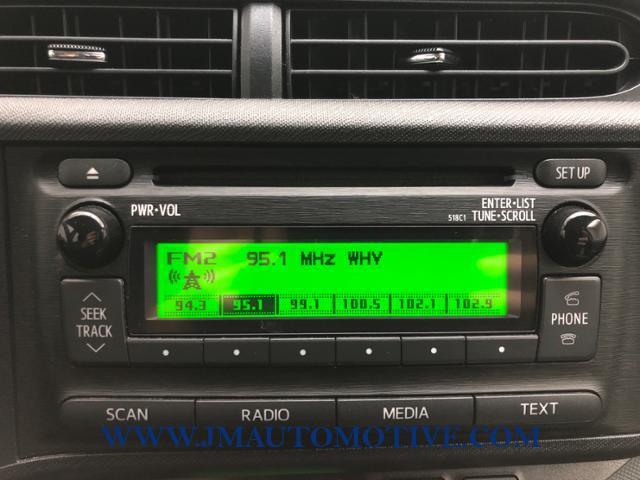 SET UP
PWR•VOL
ENTER•LIST
518C1 TUNE•SCROLL
FM2 95.1 MHz WHY
94.3 95.1 99.1 100.5 102.1 102.9
SEEK
TRACK
PHONE
SCAN RADIO MEDIA TEXT
WWW.JMAUTOMOTIVE.COM